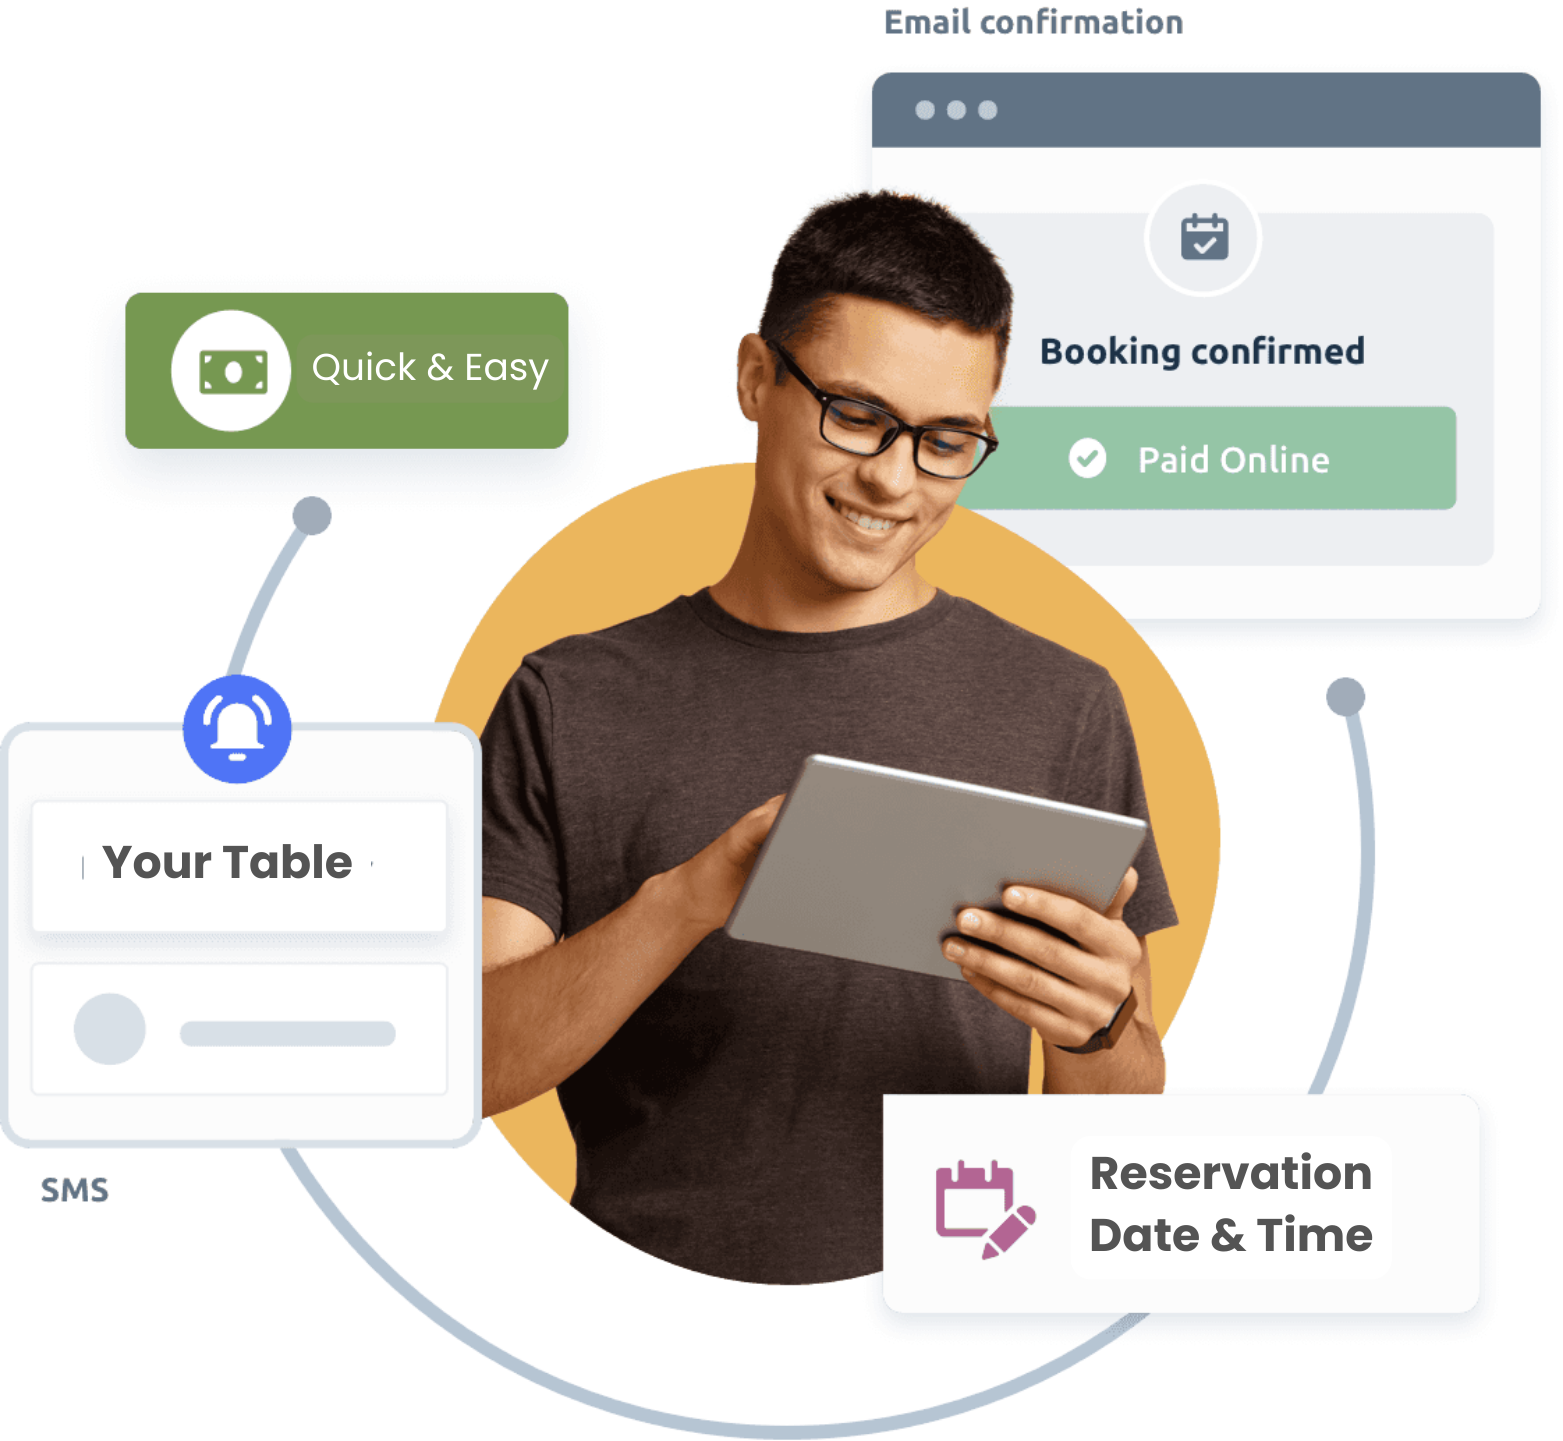 Email confirmation
Booking confirmed
Paid Online
Quick & Easy
Your Table
SMS
Reservation
Date & Time